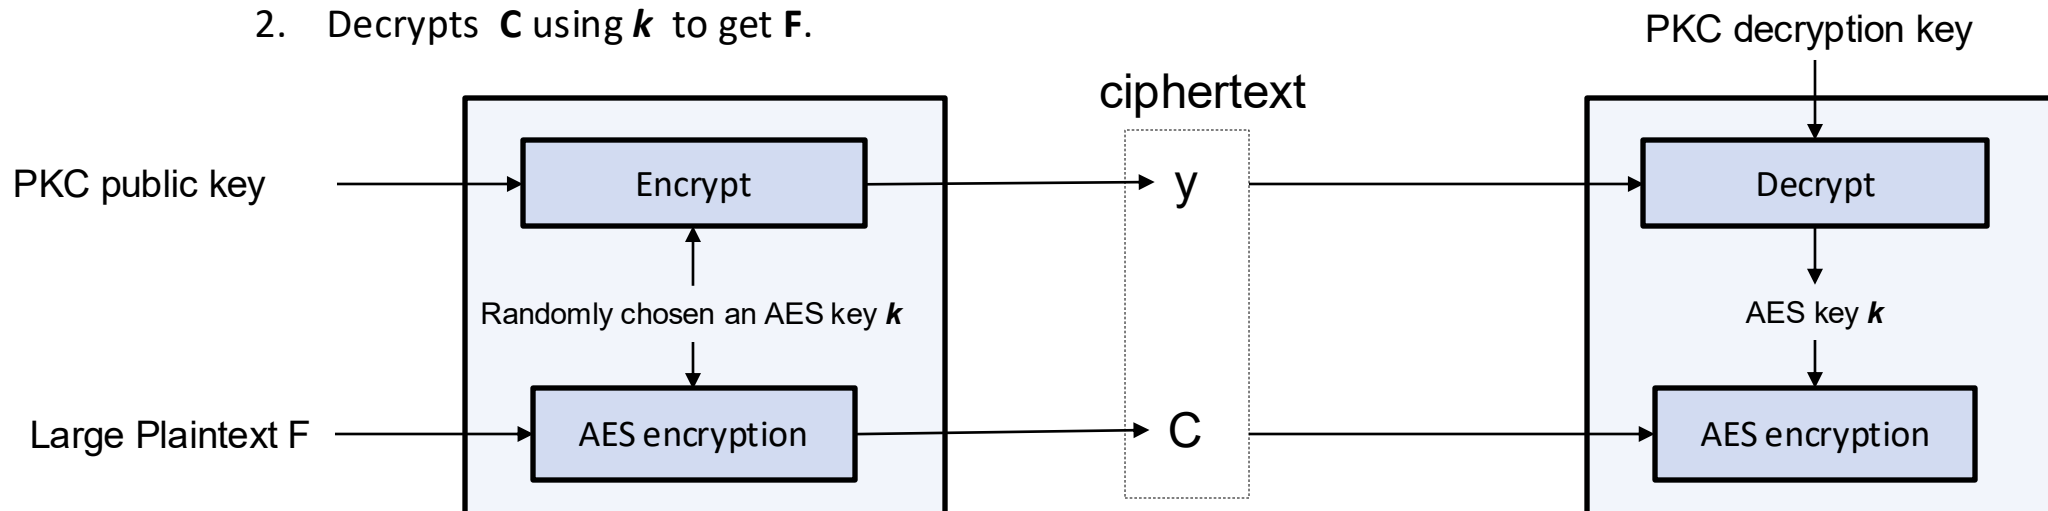 2. Decrypts C using k to get F.
PKC decryption key
ciphertext
PKC public key
Encrypt
y
Decrypt
Randomly chosen an AES key k
AES key k
Large Plaintext F
AES encryption
C
AES encryption